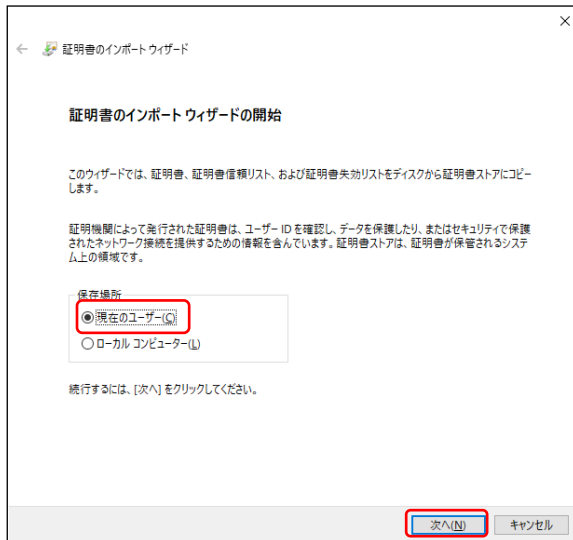 証明書のインポート ウィザード
証明書のインポート ウィザードの開始
このウィザードでは、証明書、証明書信頼リスト、および証明書失効リストをディスクから証明書ストアにコピー
します。
証明機関によって発行された証明書は、ユーザー ID を確認し、データを保護したり、またはセキュリティで保護
されたネットワーク接続を提供するための情報を含んでいます。証明書ストアは、証明書が保管されるシステ
ム上の領域です。
保存場所
現在のユーザー(C)
ローカル コンピューター(L)
続行するには、[次へ] をクリックしてください。
次へ(N) キャンセル